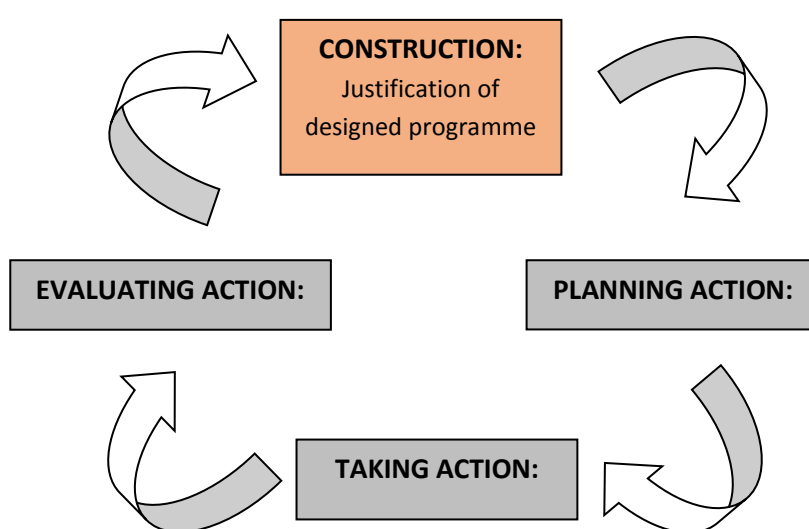 CONSTRUCTION:
Justification of
designed programme
EVALUATING ACTION:
PLANNING ACTION:
TAKING ACTION: